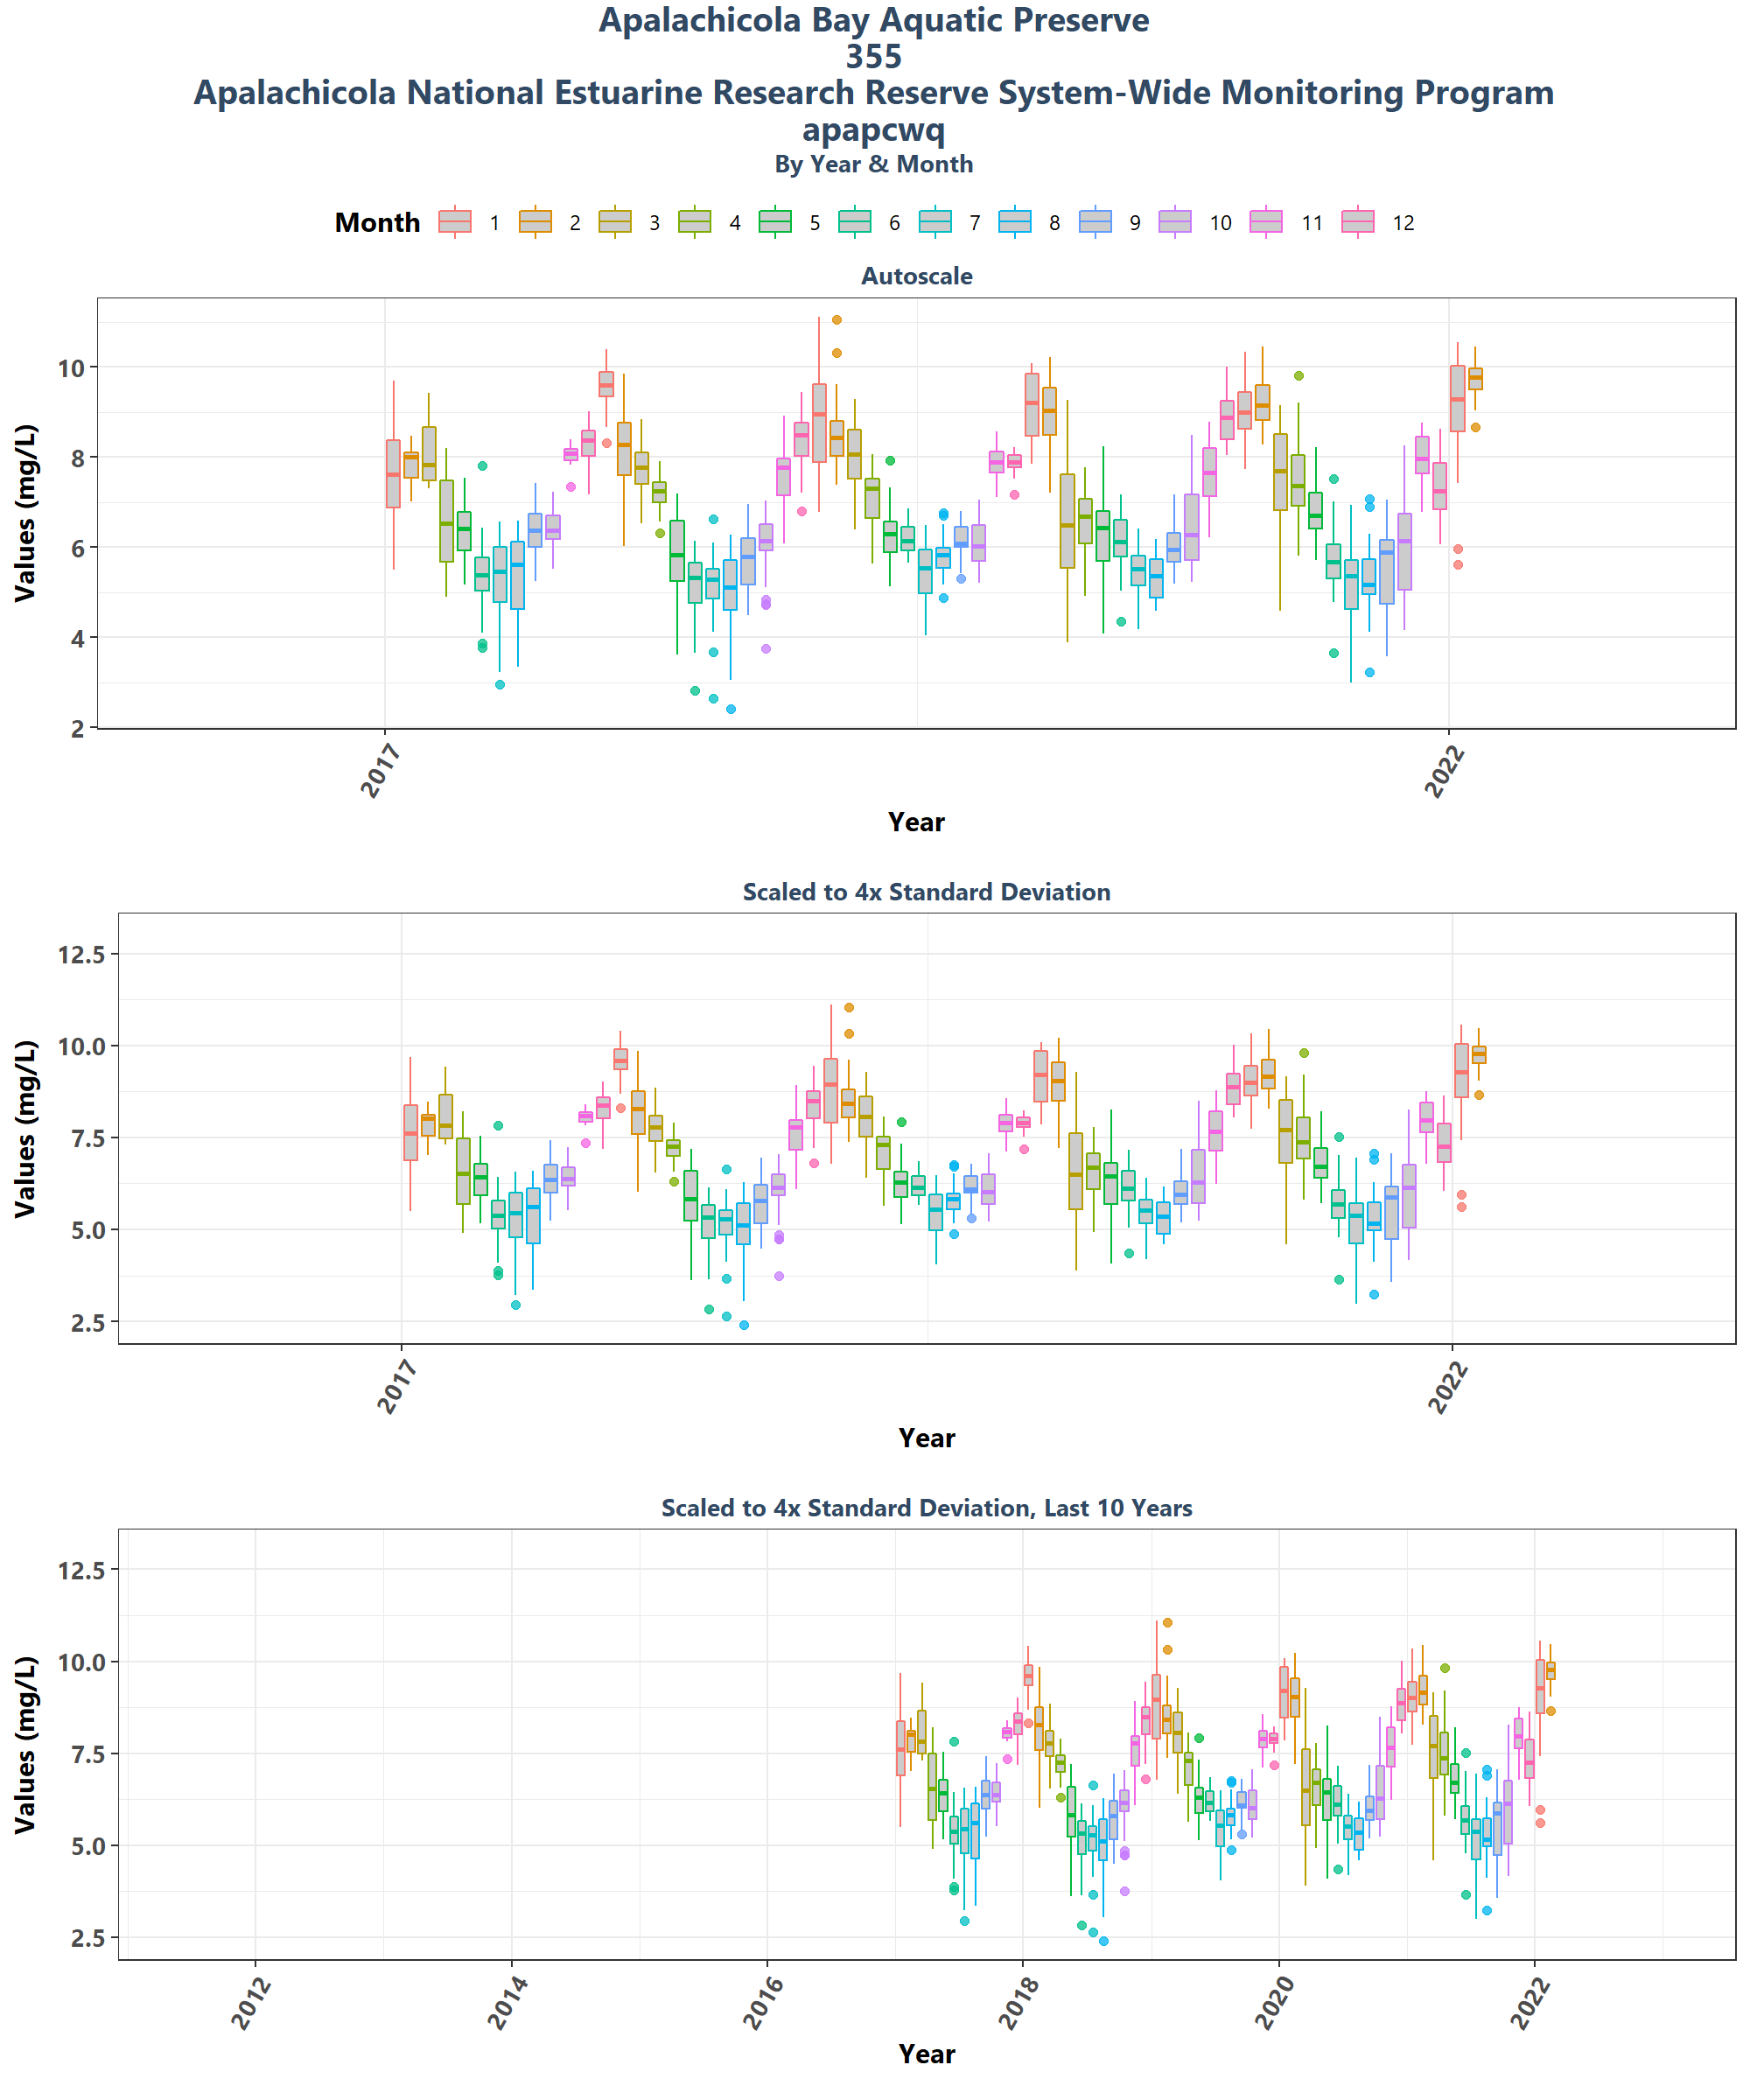 Apalachicola Bay Aquatic Preserve
355
Apalachicola National Estuarine Research Reserve System-Wide Monitoring Program
apapcwq
By Year & Month
Month 1 2 3 4 5 6 7 8 9 10 11 12
Autoscale
Values (mg/L)
10
8
6
4
2
2017 2022
Year
Scaled to 4x Standard Deviation
Values (mg/L)
12.5
10.0
7.5
5.0
2.5
2017 2022
Year
Scaled to 4x Standard Deviation, Last 10 Years
Values (mg/L)
12.5
10.0
7.5
5.0
2.5
2012 2014 2016 2018 2020 2022
Year